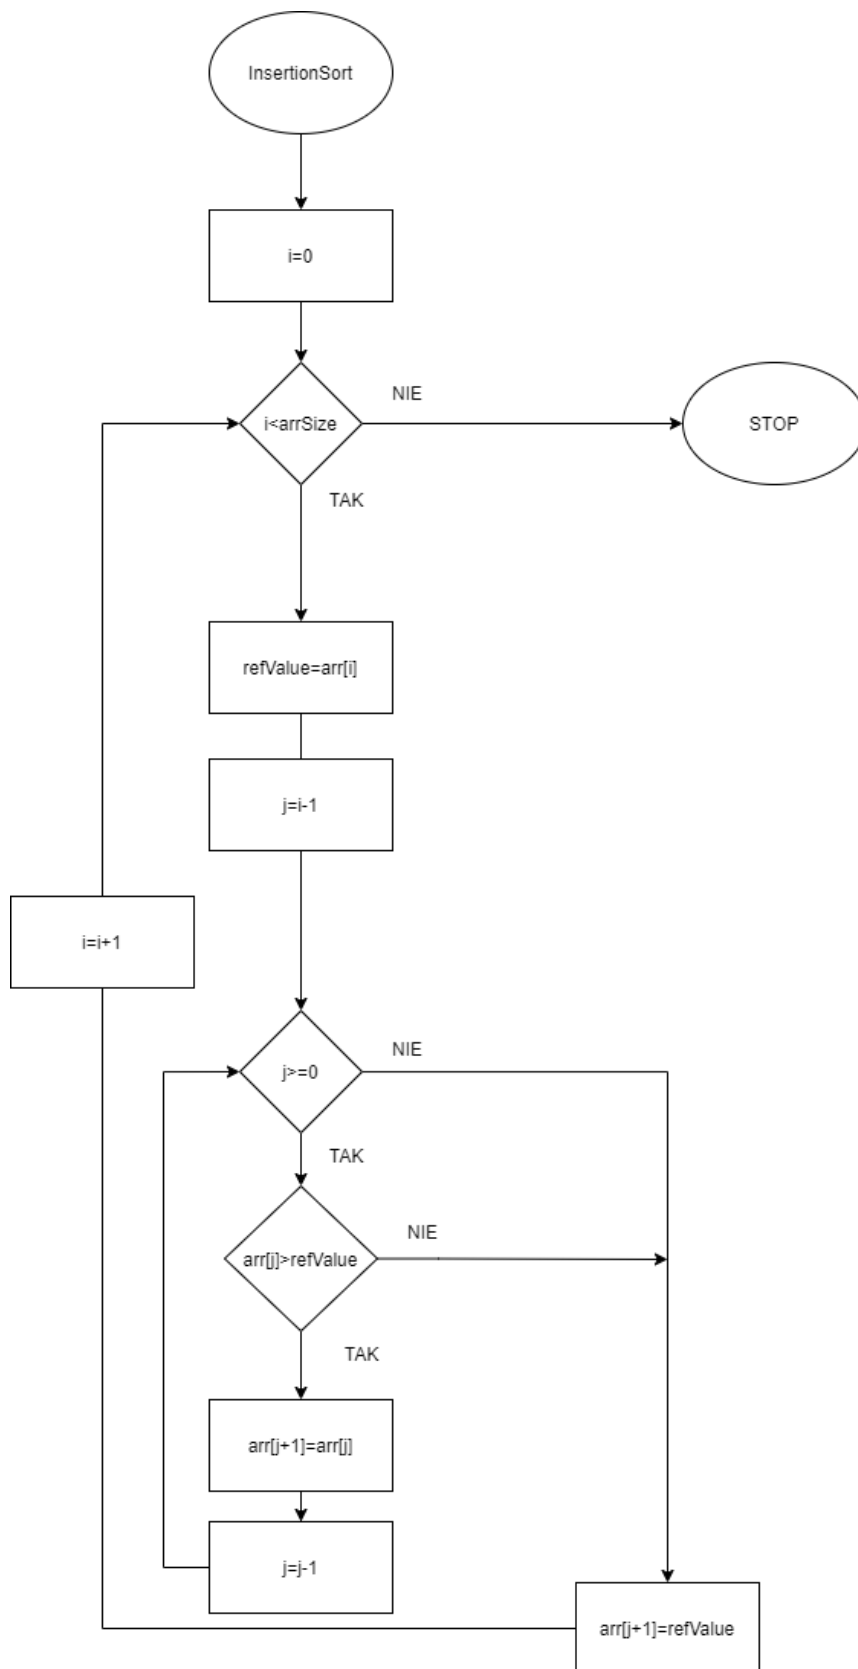 InsertionSort
i=0
i<arrSize
NIE
STOP
TAK
refValue=arr[i]
j=i-1
i=i+1
j>=0
NIE
TAK
arr[j]>refValue
NIE
TAK
arr[j+1]=arr[j]
j=j-1
arr[j+1]=refValue